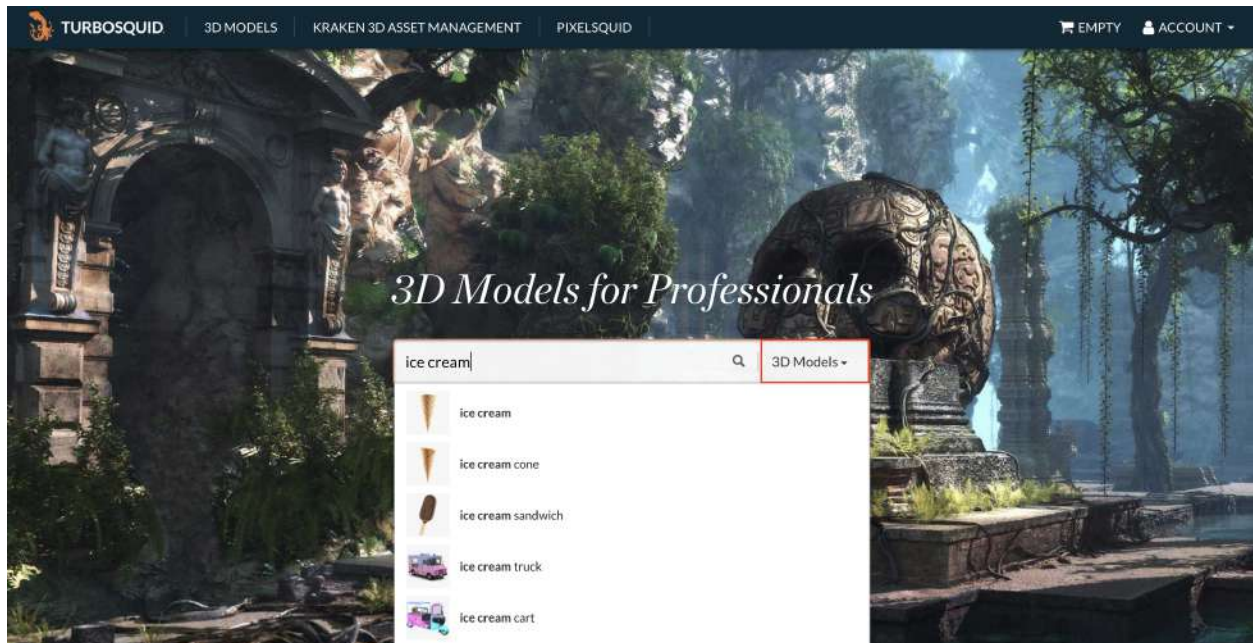 TURBOSQUID 3D MODELS KRAKEN 3D ASSET MANAGEMENT PIXELSQUID EMPTY ACCOUNT
3D Models for Professionals
ice cream 3D Models
ice cream
ice cream cone
ice cream sandwich
ice cream truck
ice cream cart